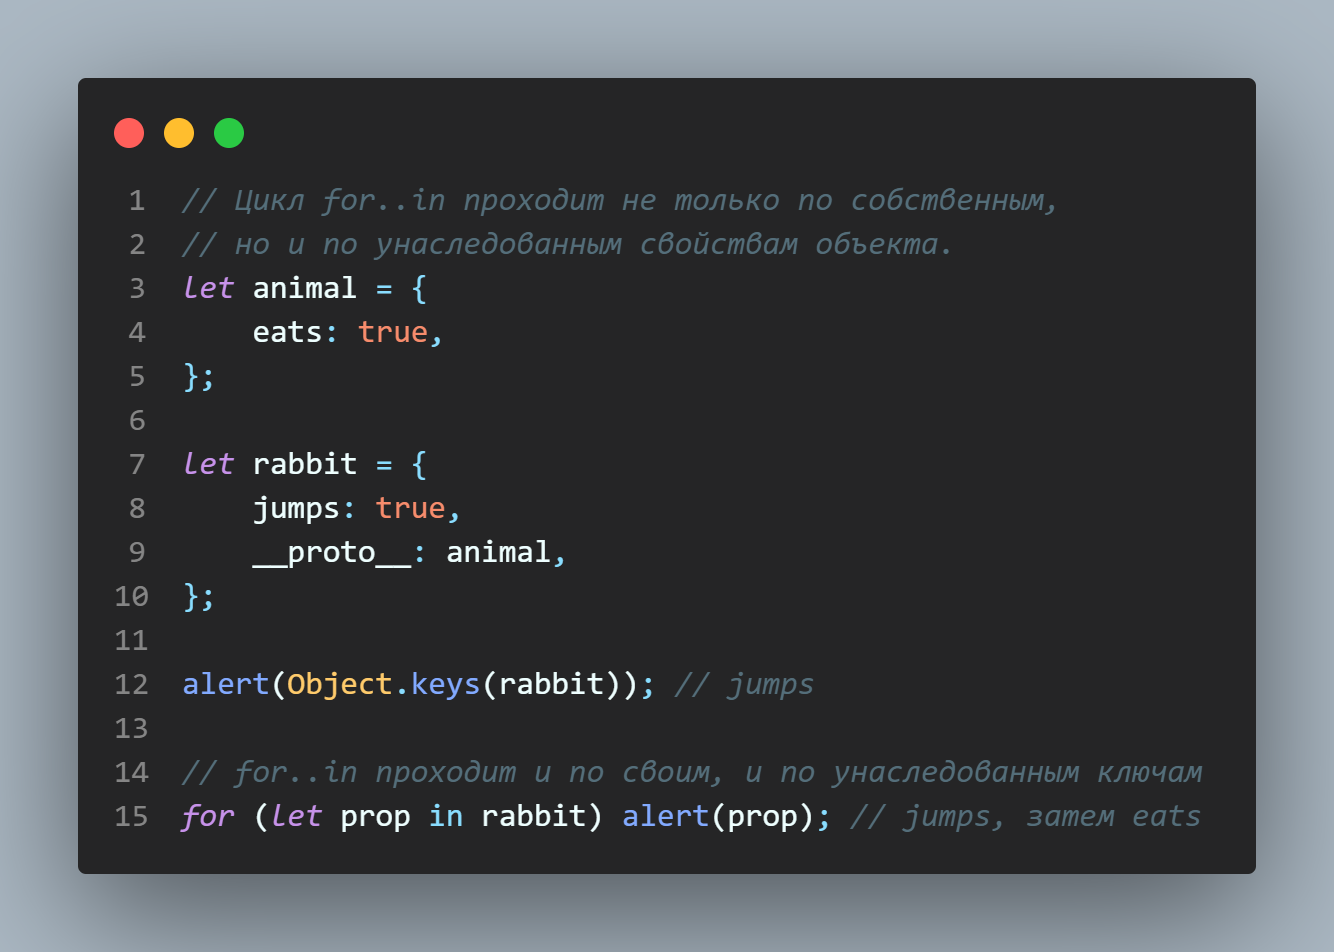 1 // Цикл for..in проходит не только по собственным,
2 // но и по унаследованным свойствам объекта.
3 let animal = {
4     eats: true,
5 };
6
7 let rabbit = {
8     jumps: true,
9     __proto__: animal,
10 };
11
12 alert(Object.keys(rabbit)); // jumps
13
14 // for..in проходит и по своим, и по унаследованным ключам
15 for (let prop in rabbit) alert(prop); // jumps, затем eats